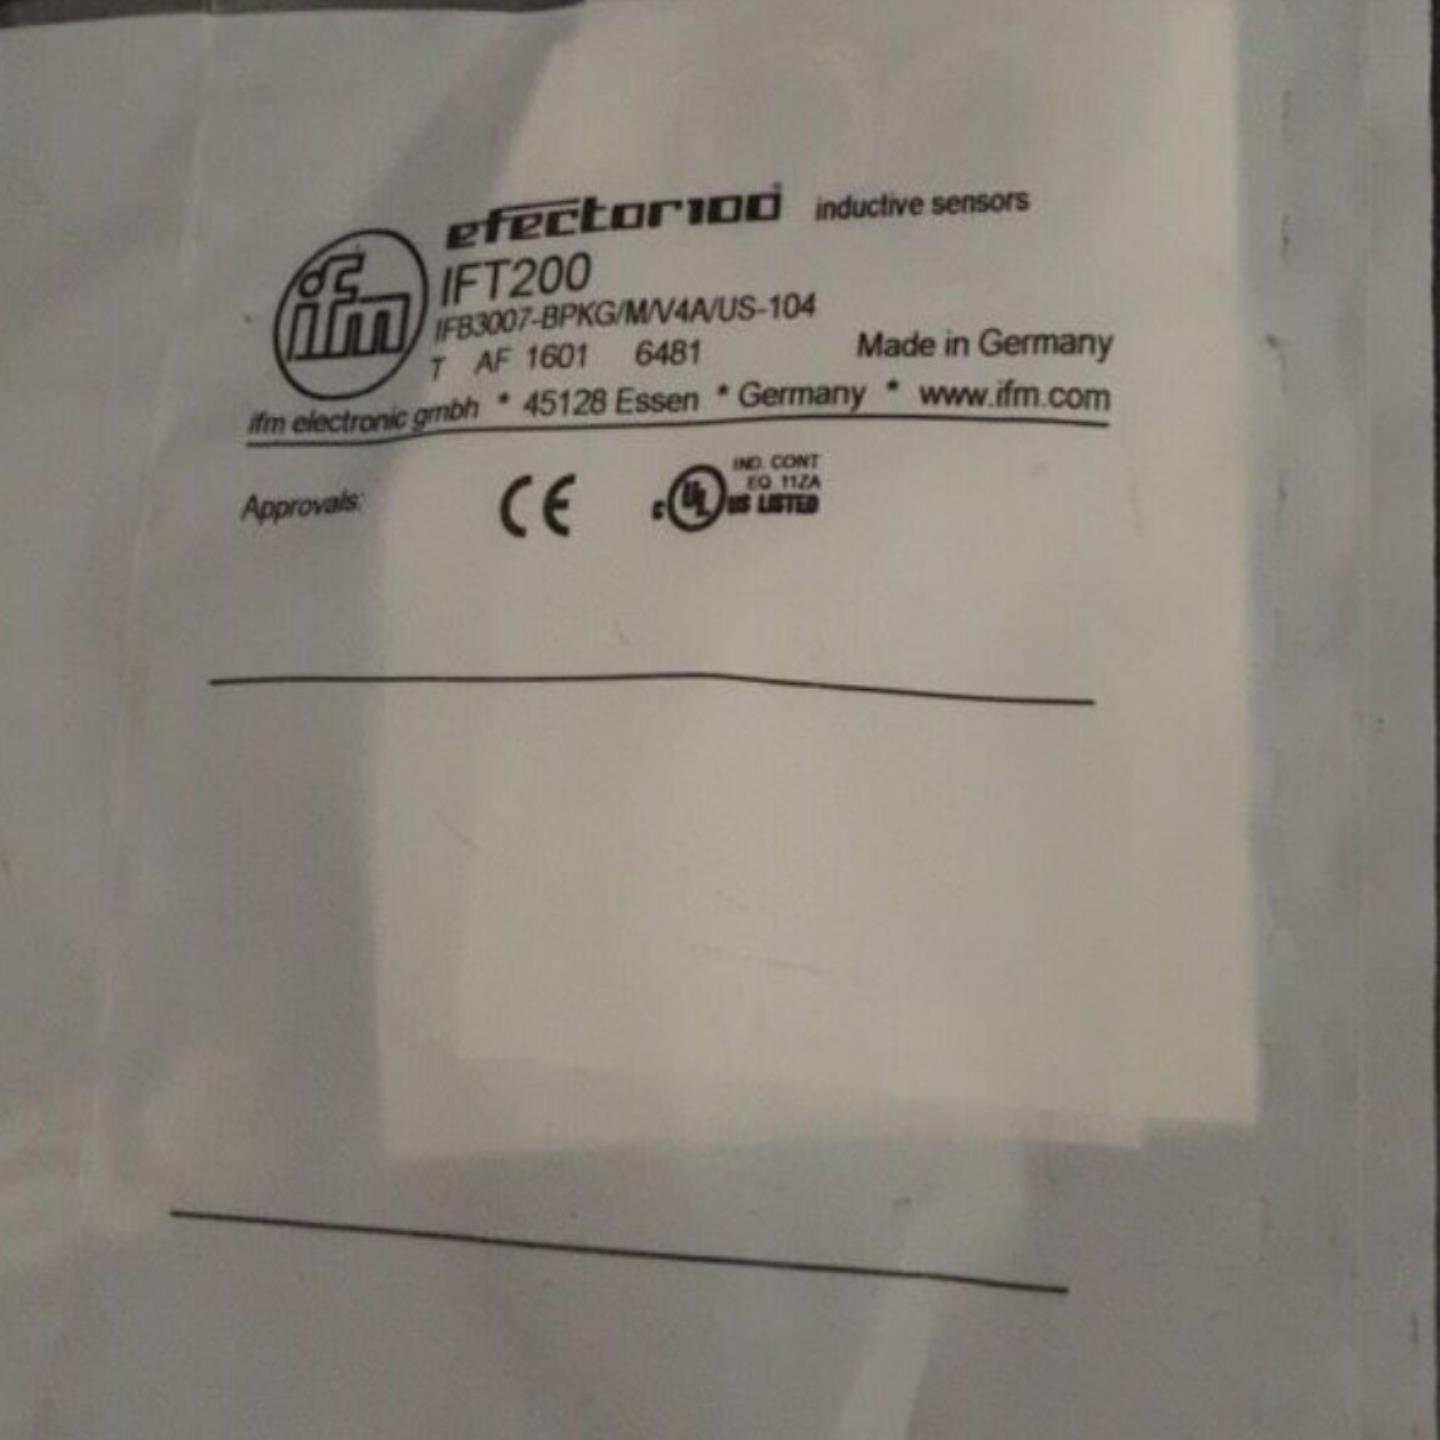 efector100 inductive sensors
ifm
IFT200
IFB3007-BPKG/M/V4A/US-104
T AF 1601 6481 Made in Germany
ifm electronic gmbh * 45128 Essen * Germany * www.ifm.com
Approvals: CE
IND. CONT
EQ 11ZA
c UL US LISTED